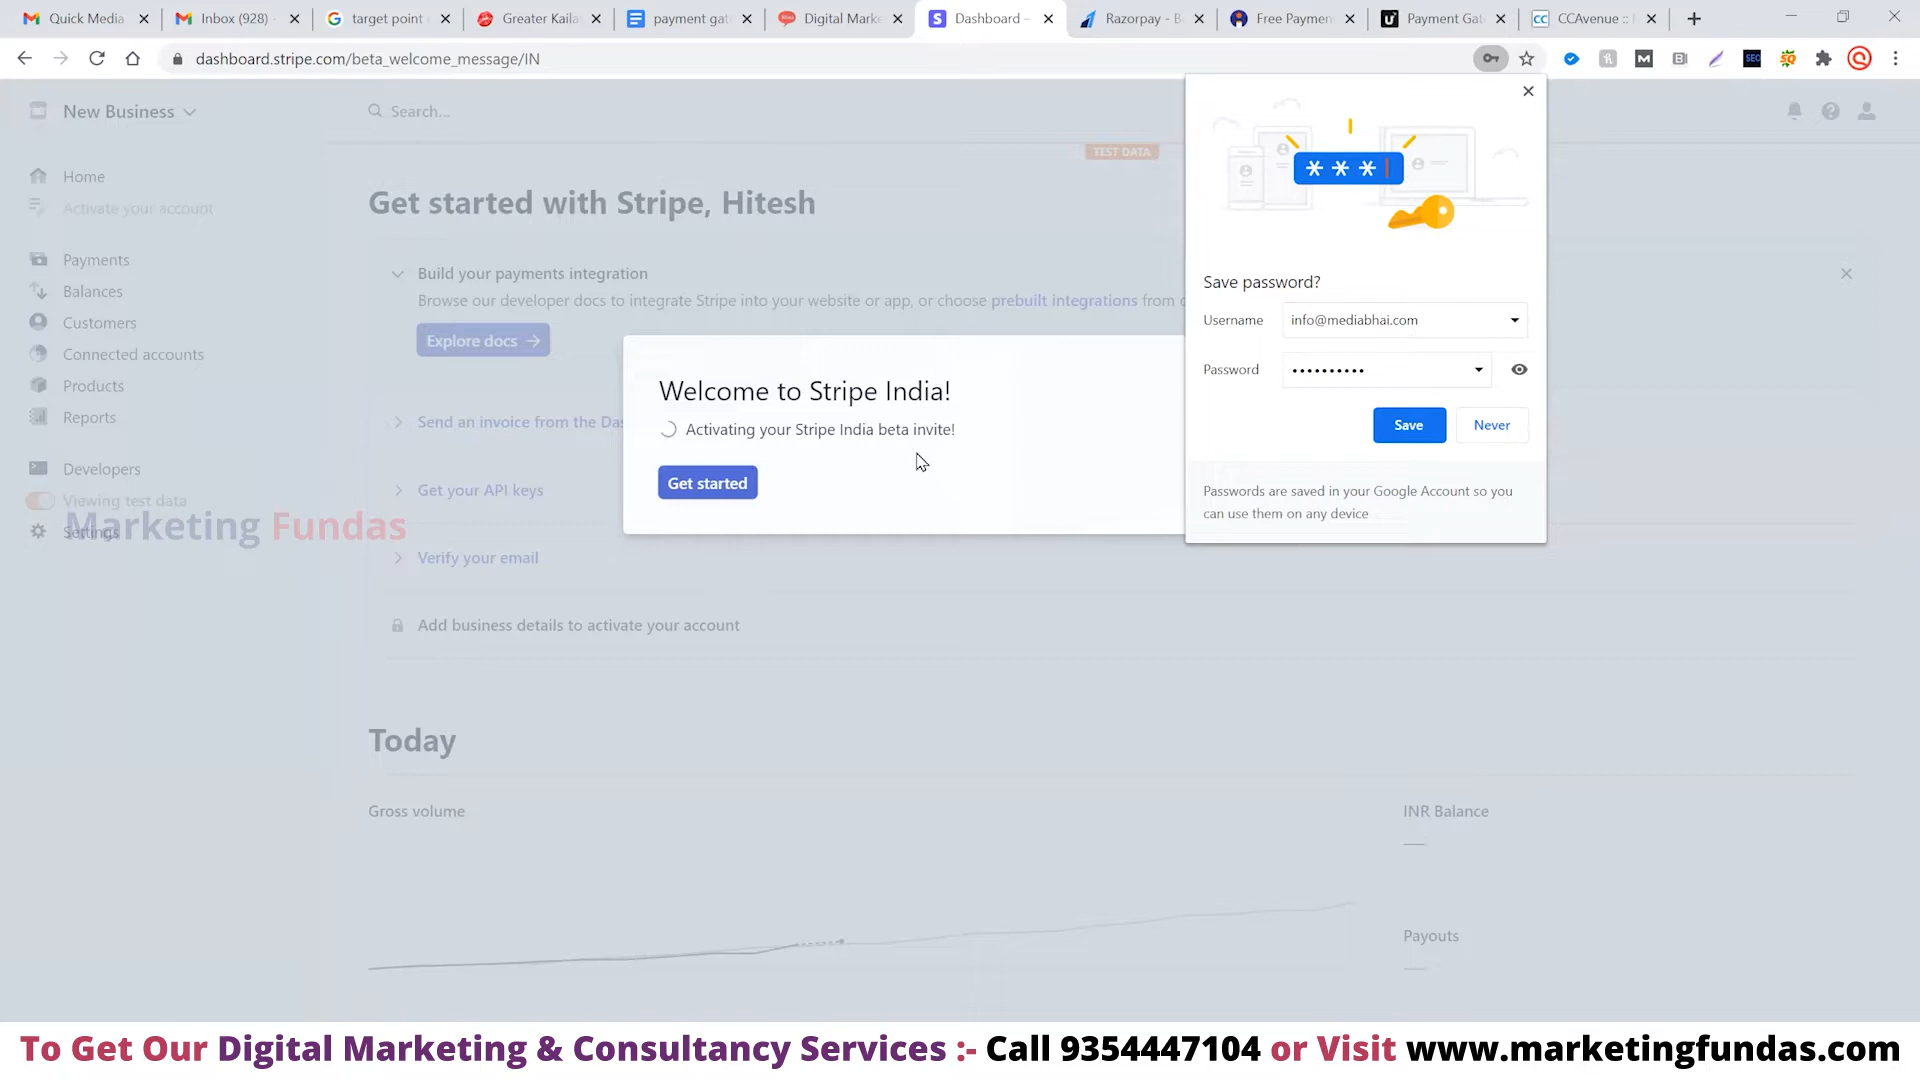 Quick Media
Inbox (928) -
target point
Greater Kaila
payment gat
Digital Marke
Dashboard –
Razorpay - B
Free Paymen
Payment Gat
CCAvenue ::
dashboard.stripe.com/beta_welcome_message/IN
New Business
Search...
TEST DATA
Home
Activate your account
Payments
Balances
Customers
Connected accounts
Products
Reports
Developers
Viewing test data
Settings
Marketing Fundas
Get started with Stripe, Hitesh
Build your payments integration
Browse our developer docs to integrate Stripe into your website or app, or choose prebuilt integrations from
Explore docs →
Send an invoice from the Das
Get your API keys
Verify your email
Add business details to activate your account
Welcome to Stripe India!
Activating your Stripe India beta invite!
Get started
* * *
Save password?
Username
info@mediabhai.com
Password
••••••••••
Save
Never
Passwords are saved in your Google Account so you
can use them on any device
Today
Gross volume
INR Balance
—
Payouts
—
To Get Our Digital Marketing & Consultancy Services :- Call 9354447104 or Visit www.marketingfundas.com